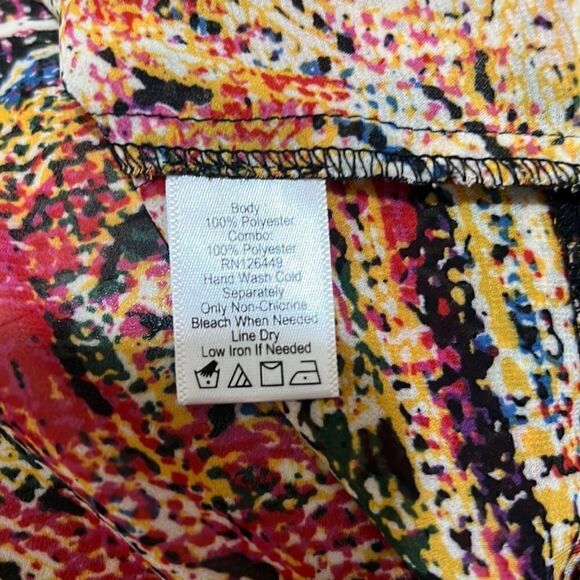 Body:
100% Polyester
Combo:
100% Polyester
RN126449
Hand Wash Cold
Separately
Only Non-Chlorine
Bleach When Needed
Line Dry
Low Iron If Needed